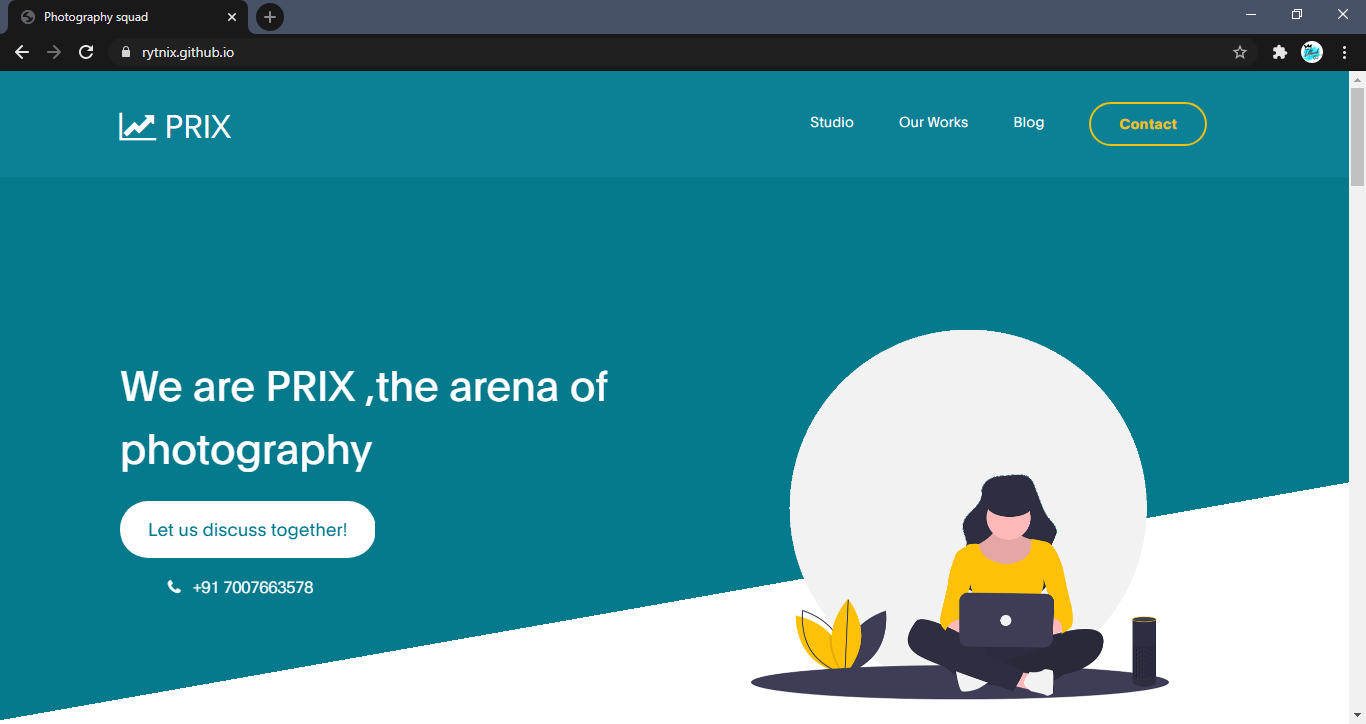 Photography squad
rytnix.github.io
PRIX
Studio
Our Works
Blog
Contact
We are PRIX ,the arena of
photography
Let us discuss together!
+91 7007663578